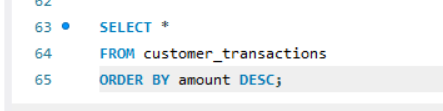 62
63 SELECT *
64 FROM customer_transactions
65 ORDER BY amount DESC;